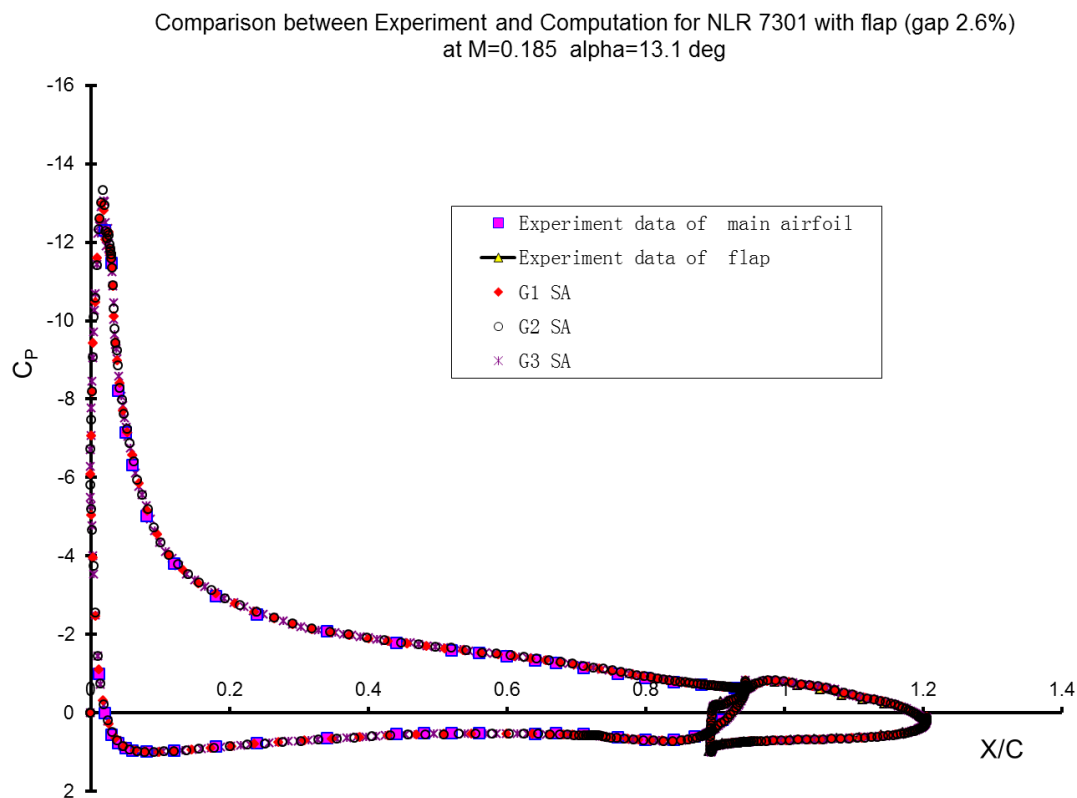 Comparison between Experiment and Computation for NLR 7301 with flap (gap 2.6%)
at M=0.185 alpha=13.1 deg
-16
-14
-12
-10
-8
-6
-4
-2
0
2
CP
Experiment data of main airfoil
Experiment data of flap
G1 SA
G2 SA
G3 SA
0
0.2
0.4
0.6
0.8
1
1.2
1.4
X/C